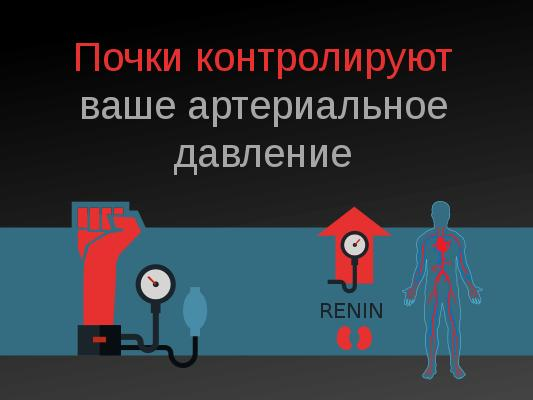 Почки контролируют
ваше артериальное
давление
RENIN